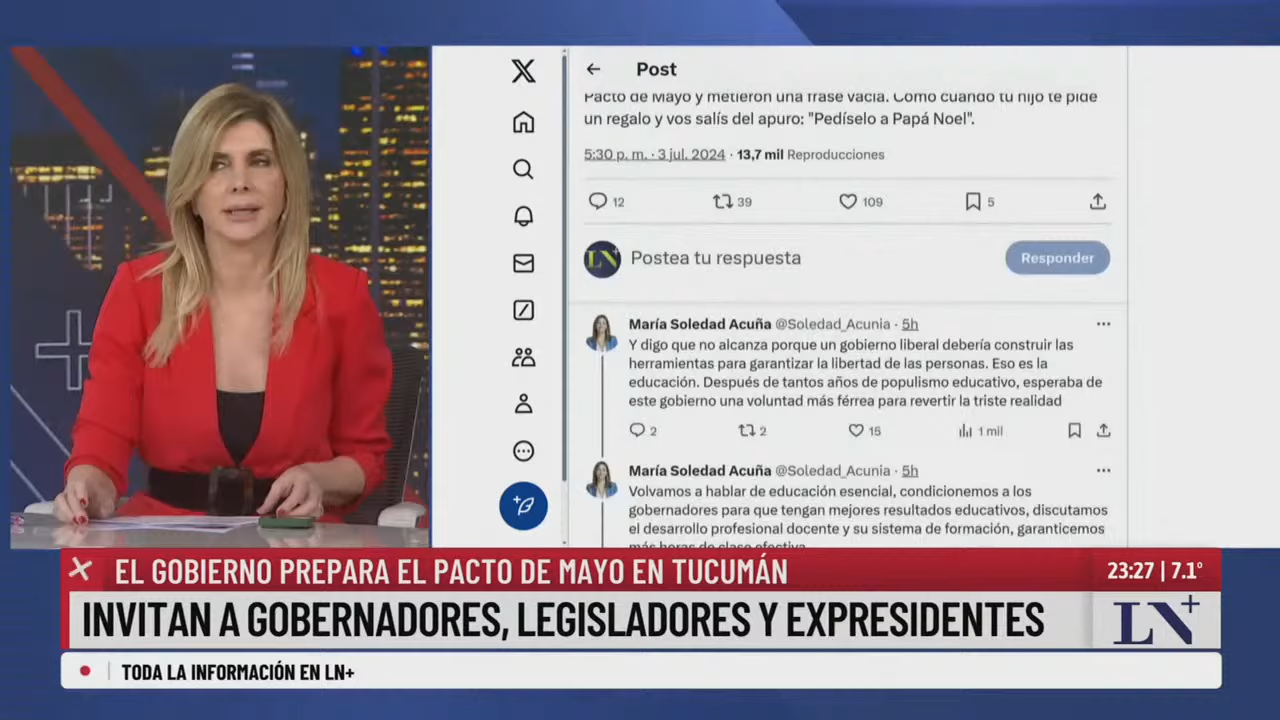 Post
Pacto de Mayo y metieron una frase vacía. Como cuando tu hijo te pide
un regalo y vos salís del apuro: "Pedíselo a Papá Noel".
5:30 p. m. · 3 jul. 2024 · 13,7 mil Reproducciones
12 39 109 5
LN+ Postea tu respuesta Responder
María Soledad Acuña @Soledad_Acunia · 5h
Y digo que no alcanza porque un gobierno liberal debería construir las
herramientas para garantizar la libertad de las personas. Eso es la
educación. Después de tantos años de populismo educativo, esperaba de
este gobierno una voluntad más férrea para revertir la triste realidad
2 2 15 1 mil
María Soledad Acuña @Soledad_Acunia · 5h
Volvamos a hablar de educación esencial, condicionemos a los
gobernadores para que tengan mejores resultados educativos, discutamos
el desarrollo profesional docente y su sistema de formación, garanticemos
más horas de clase efectiva
EL GOBIERNO PREPARA EL PACTO DE MAYO EN TUCUMÁN
23:27 | 7.1°
INVITAN A GOBERNADORES, LEGISLADORES Y EXPRESIDENTES
LN+
TODA LA INFORMACIÓN EN LN+